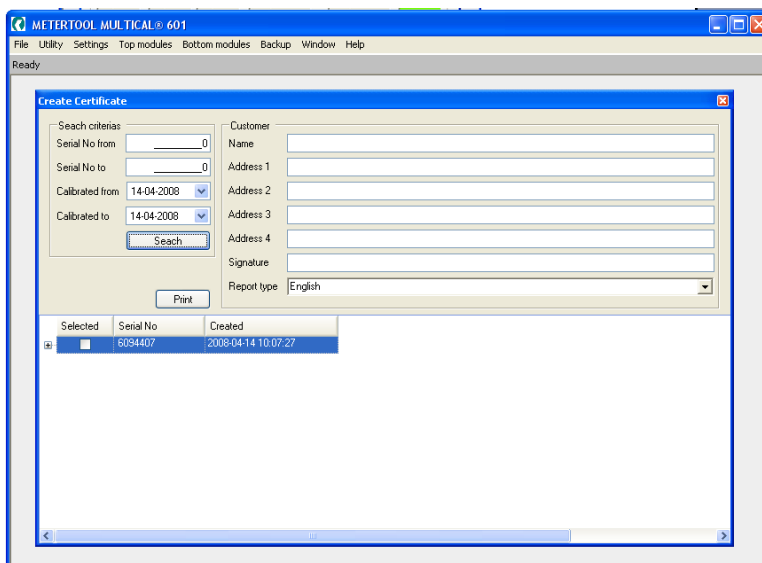 METERTOOL MULTICAL® 601
File Utility Settings Top modules Bottom modules Backup Window Help
Ready
Create Certificate
Seach criterias
Serial No from ________0
Serial No to ________0
Calibrated from 14-04-2008
Calibrated to 14-04-2008
Seach
Print
Customer
Name
Address 1
Address 2
Address 3
Address 4
Signature
Report type English
Selected Serial No Created
6094407 2008-04-14 10:07:27